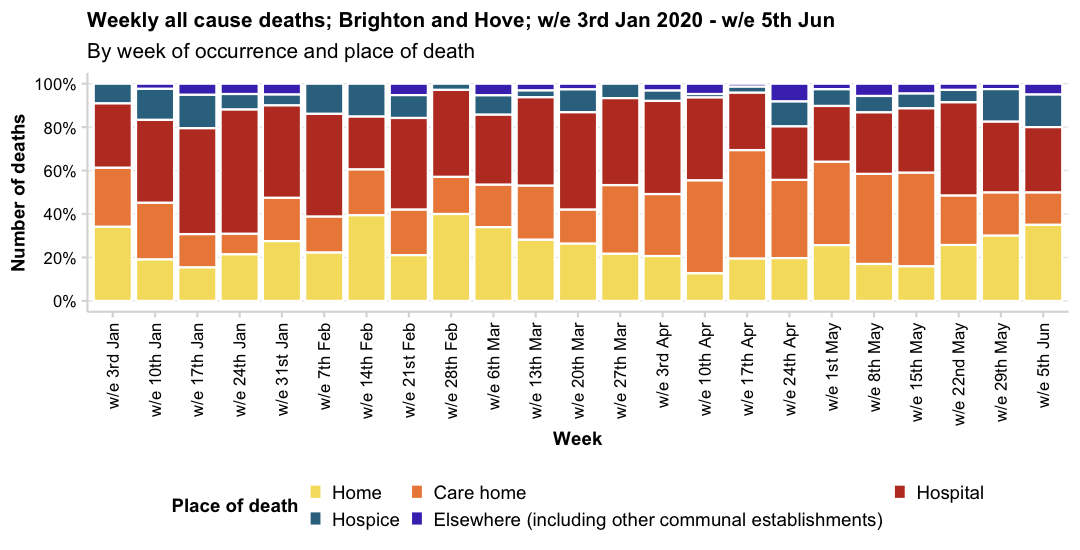 Weekly all cause deaths; Brighton and Hove; w/e 3rd Jan 2020 - w/e 5th Jun
By week of occurrence and place of death
Number of deaths
100%
80%
60%
40%
20%
0%
w/e 3rd Jan
w/e 10th Jan
w/e 17th Jan
w/e 24th Jan
w/e 31st Jan
w/e 7th Feb
w/e 14th Feb
w/e 21st Feb
w/e 28th Feb
w/e 6th Mar
w/e 13th Mar
w/e 20th Mar
w/e 27th Mar
w/e 3rd Apr
w/e 10th Apr
w/e 17th Apr
w/e 24th Apr
w/e 1st May
w/e 8th May
w/e 15th May
w/e 22nd May
w/e 29th May
w/e 5th Jun
Week
Place of death
Home
Care home
Hospital
Hospice
Elsewhere (including other communal establishments)